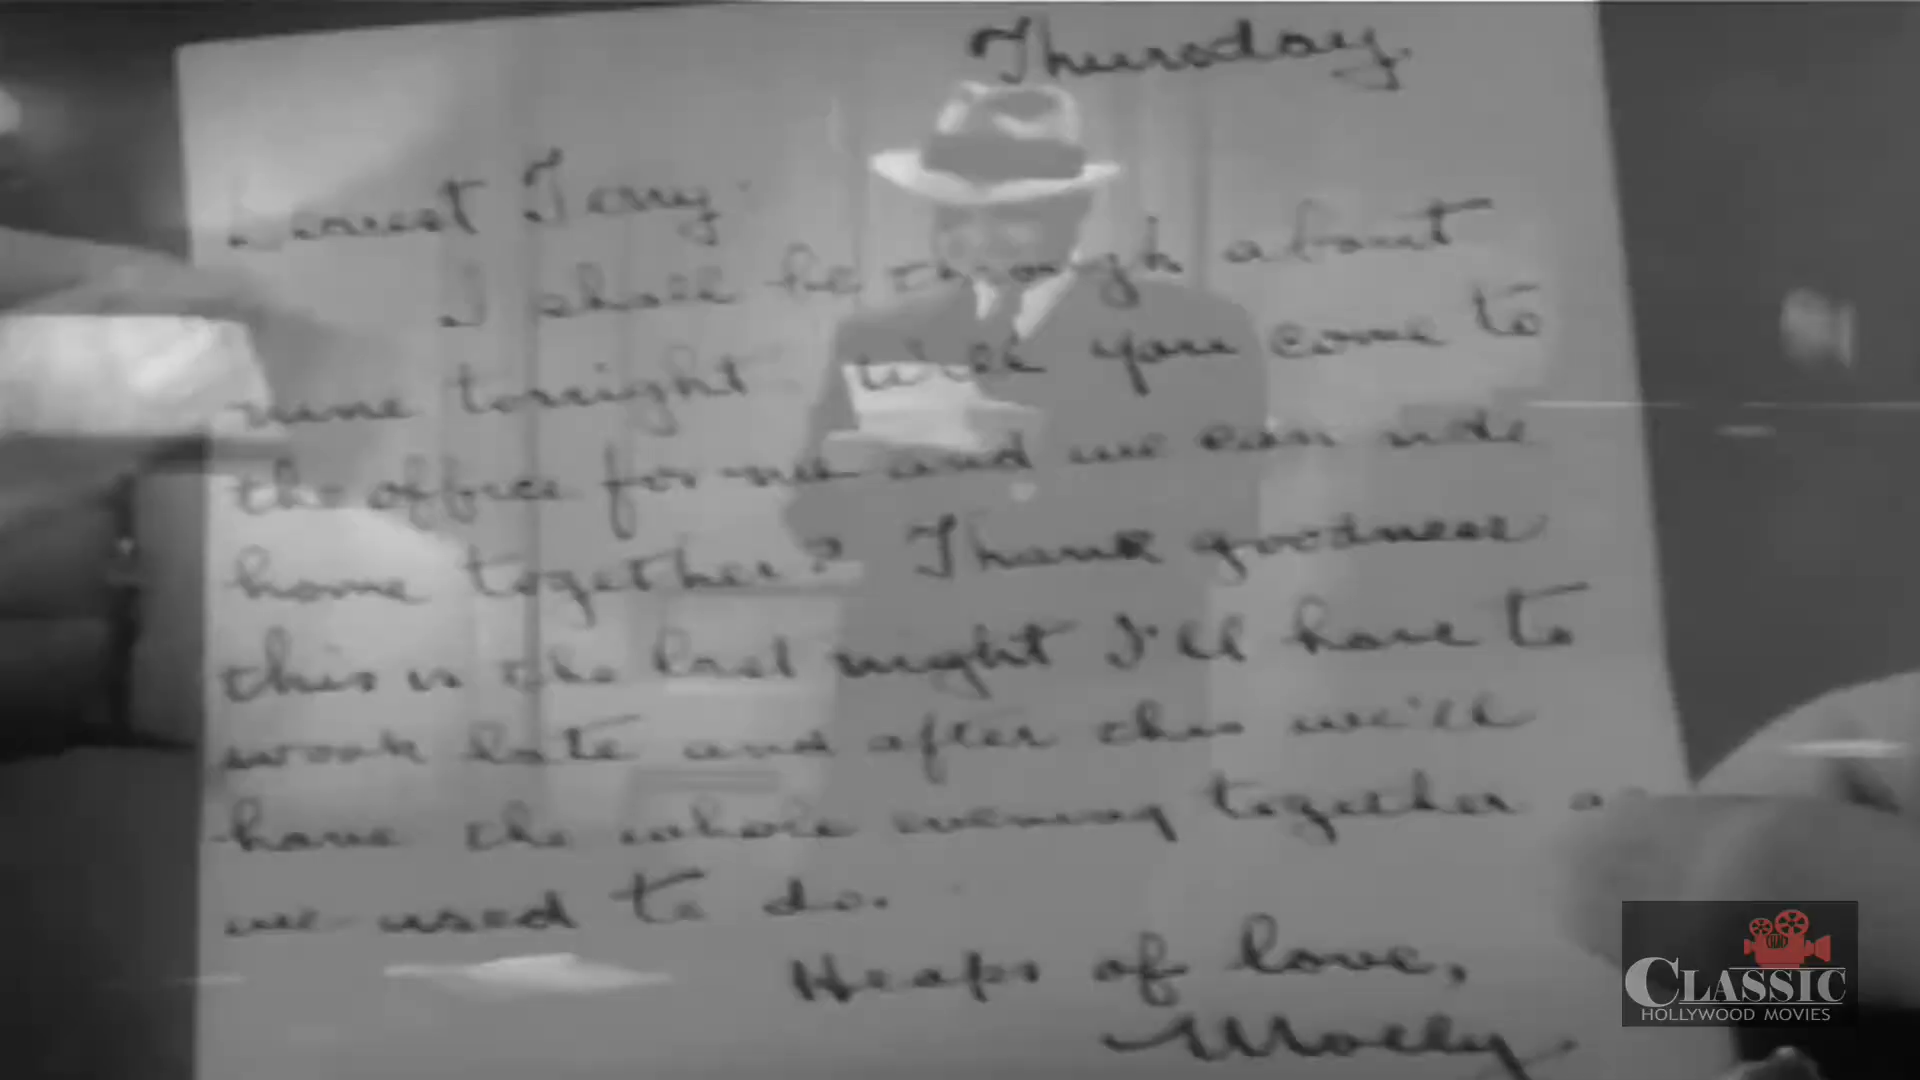 Thursday.
Dearest Terry:
I shall be through about
nine tonight. Will you come to
the office for me and we can ride
home together? Thank goodness
this is the last night I'll have to
work late and after this we'll
have the whole evening together a
we used to do.
Heaps of love,
Molly.
CLASSIC
HOLLYWOOD MOVIES